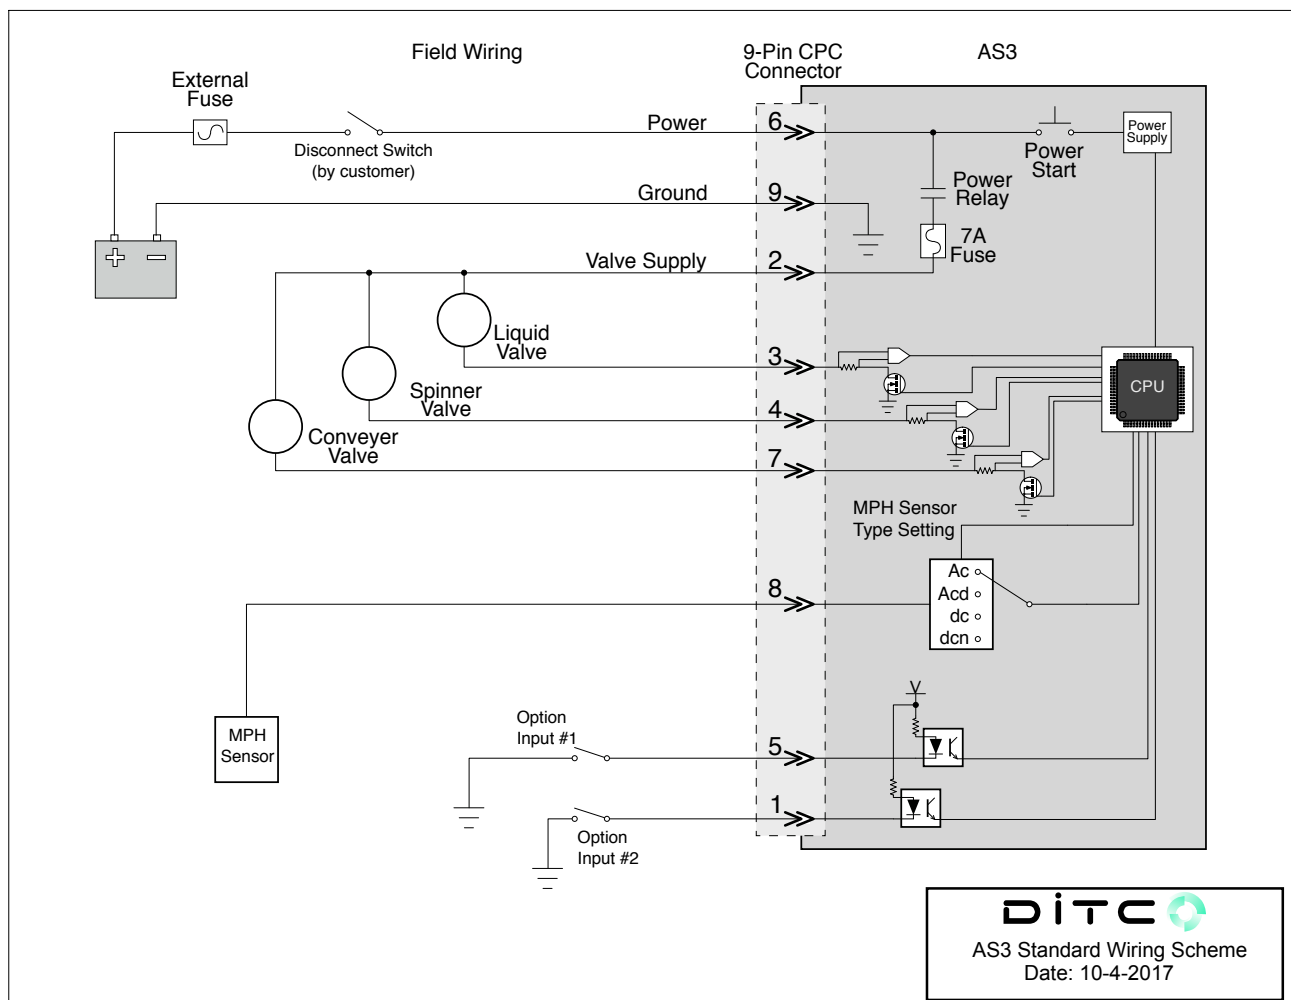 Field Wiring
9-Pin CPC
Connector
AS3
External
Fuse
Disconnect Switch
(by customer)
Power
6
Power
Start
Power
Supply
Ground
9
Power
Relay
7A
Fuse
Valve Supply
2
Liquid
Valve
3
Spinner
Valve
4
Conveyer
Valve
7
CPU
MPH Sensor
Type Setting
Ac
Acd
dc
dcn
8
MPH
Sensor
Option
Input #1
5
V
1
Option
Input #2
DiTCO
AS3 Standard Wiring Scheme
Date: 10-4-2017